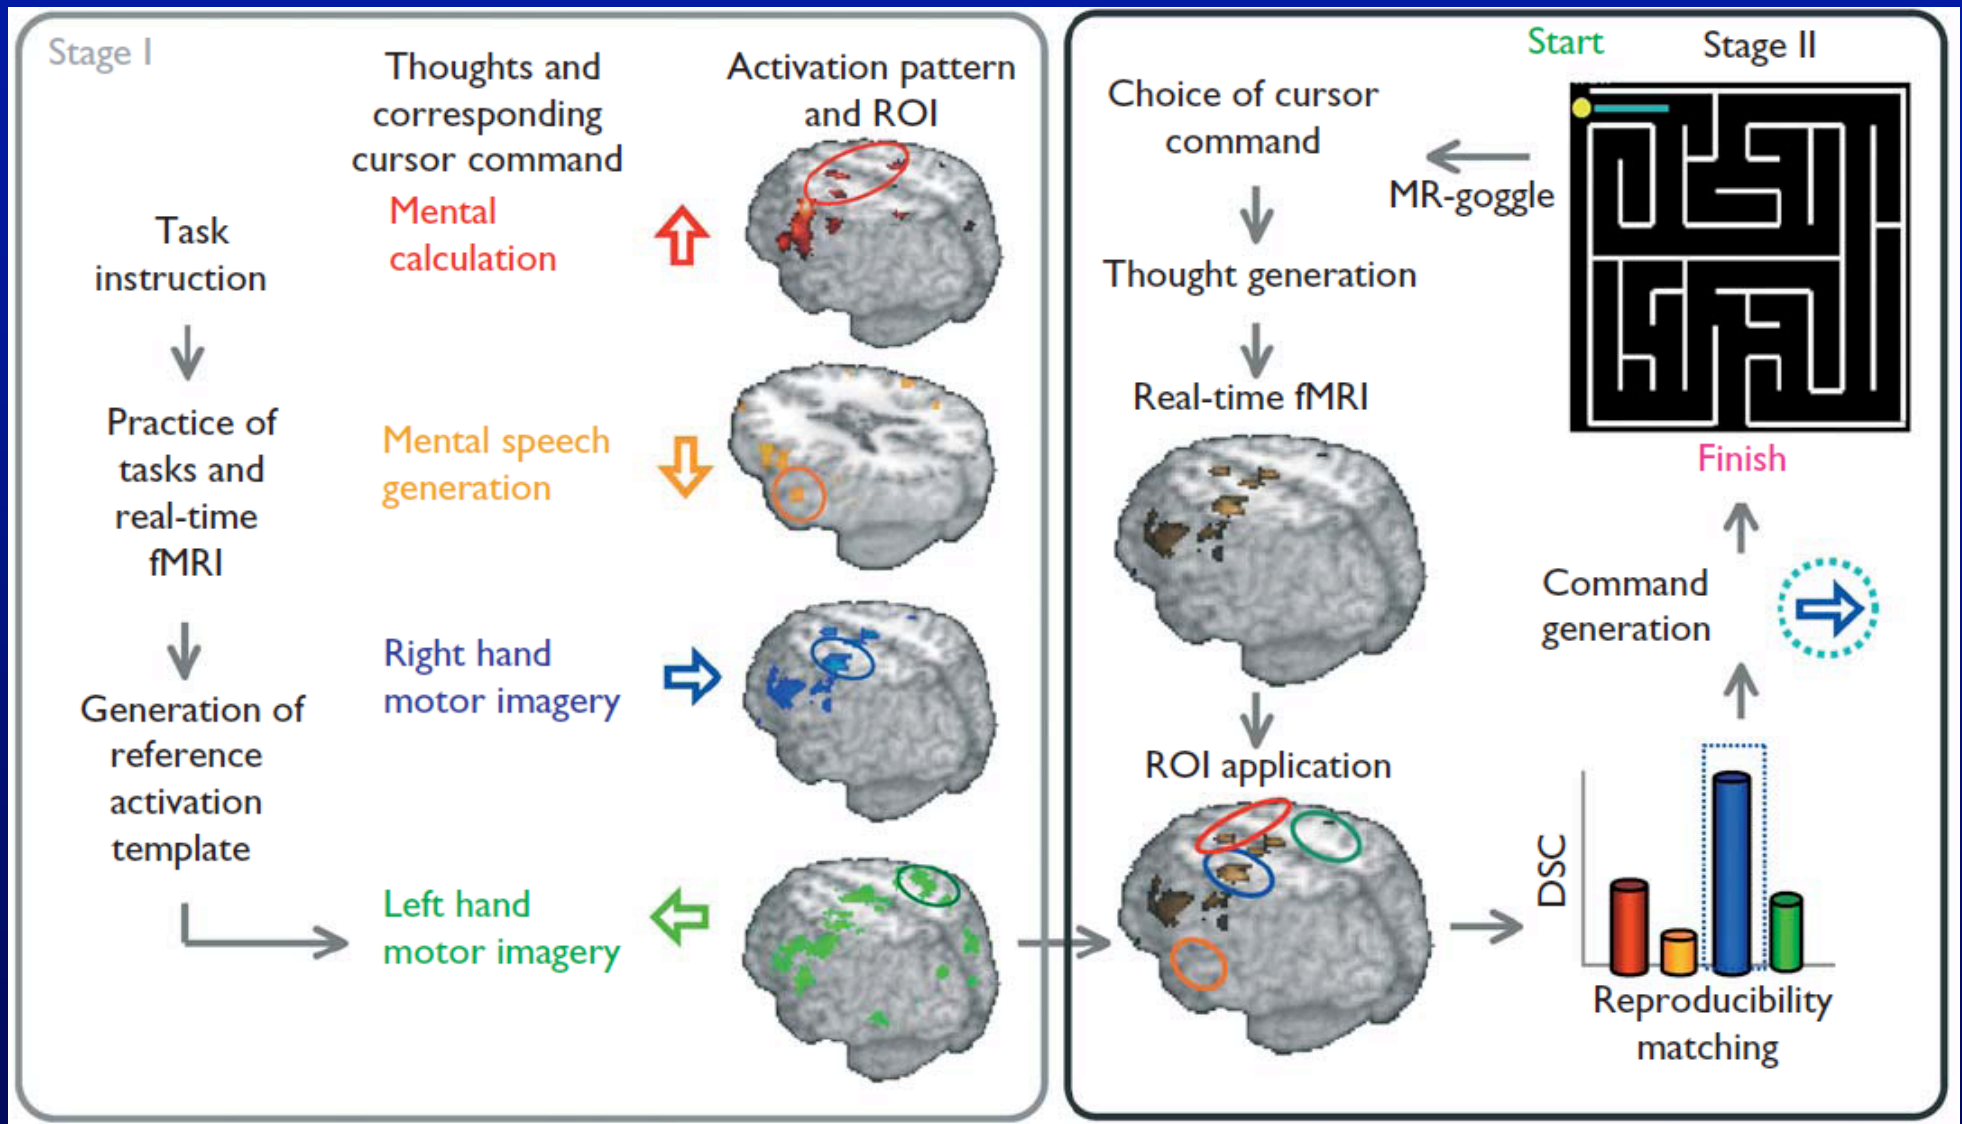 Stage I
Task
instruction
Practice of
tasks and
real-time
fMRI
Generation of
reference
activation
template
Thoughts and
corresponding
cursor command
Mental
calculation
Mental speech
generation
Right hand
motor imagery
Left hand
motor imagery
Activation pattern
and ROI
Start
Stage II
Choice of cursor
command
MR-goggle
Thought generation
Real-time fMRI
ROI application
Finish
Command
generation
DSC
Reproducibility
matching